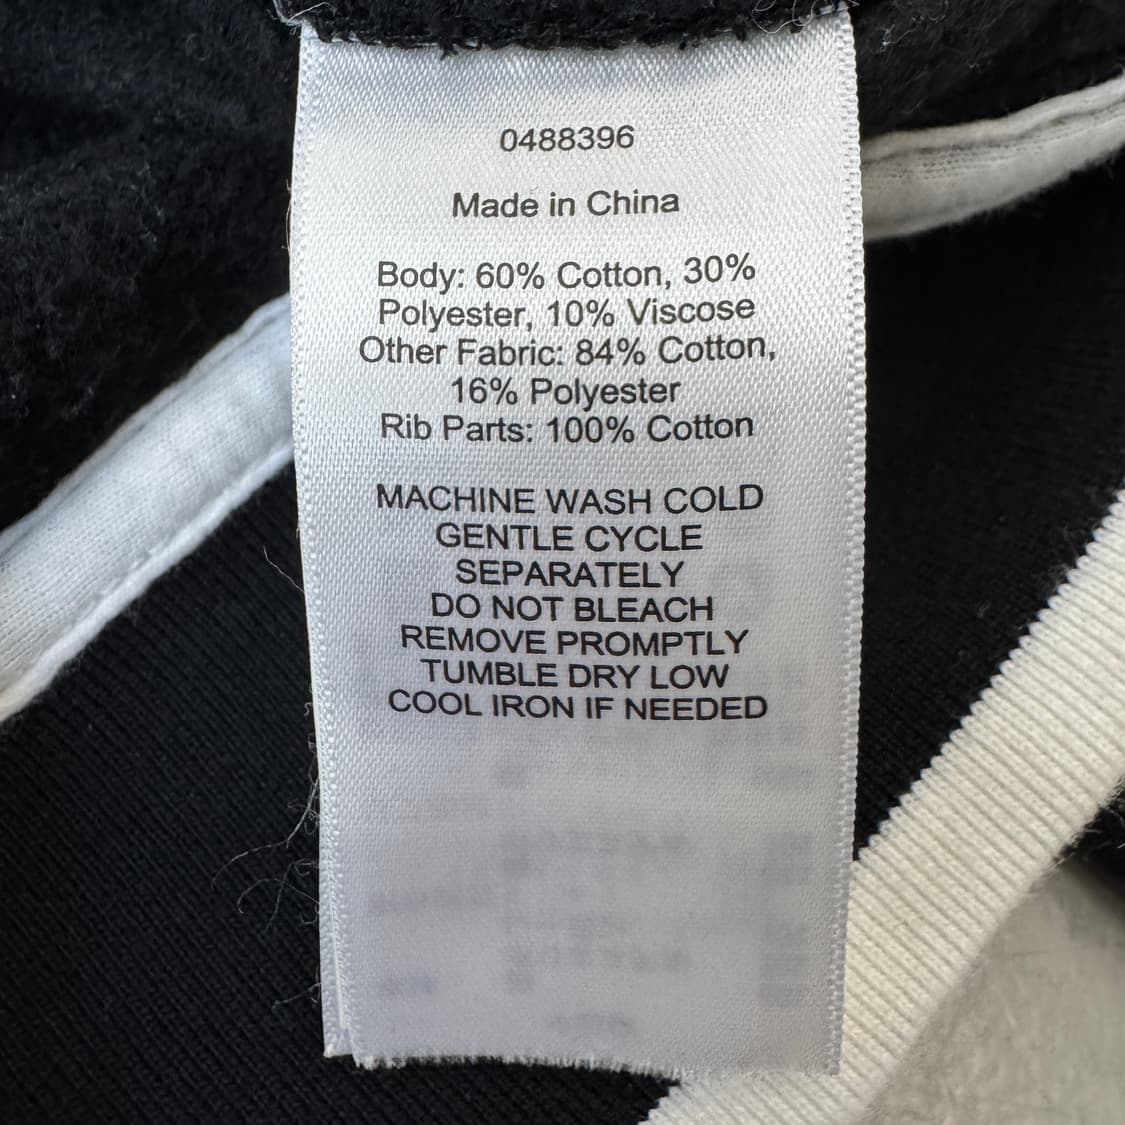 0488396
Made in China
Body: 60% Cotton, 30%
Polyester, 10% Viscose
Other Fabric: 84% Cotton,
16% Polyester
Rib Parts: 100% Cotton
MACHINE WASH COLD
GENTLE CYCLE
SEPARATELY
DO NOT BLEACH
REMOVE PROMPTLY
TUMBLE DRY LOW
COOL IRON IF NEEDED